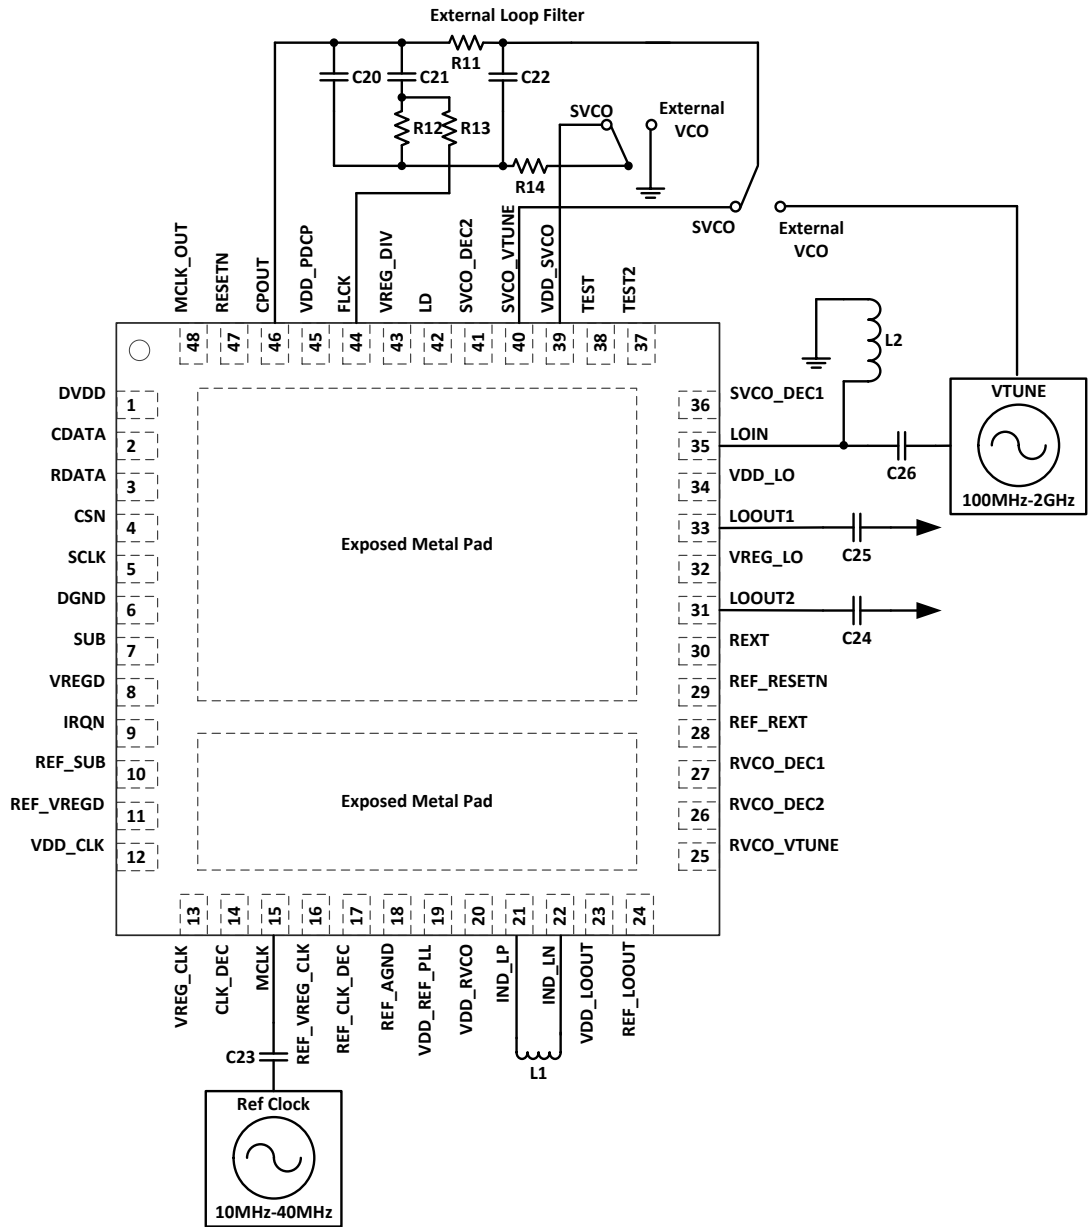 External Loop Filter
R11
C20
C21
C22
R12
R13
SVCO
External
VCO
R14
SVCO
External
VCO
MCLK_OUT
RESETN
CPOUT
VDD_PDCP
FLCK
VREG_DIV
LD
SVCO_DEC2
SVCO_VTUNE
VDD_SVCO
TEST
TEST2
48
47
46
45
44
43
42
41
40
39
38
37
L2
DVDD
1
CDATA
2
RDATA
3
CSN
4
SCLK
5
DGND
6
SUB
7
VREGD
8
IRQN
9
REF_SUB
10
REF_VREGD
11
VDD_CLK
12
Exposed Metal Pad
Exposed Metal Pad
36
SVCO_DEC1
35
LOIN
34
VDD_LO
33
LOOUT1
32
VREG_LO
31
LOOUT2
30
REXT
29
REF_RESETN
28
REF_REXT
27
RVCO_DEC1
26
RVCO_DEC2
25
RVCO_VTUNE
C26
C25
C24
VTUNE
100MHz-2GHz
13
14
15
16
17
18
19
20
21
22
23
24
VREG_CLK
CLK_DEC
MCLK
REF_VREG_CLK
REF_CLK_DEC
REF_AGND
VDD_REF_PLL
VDD_RVCO
IND_LP
IND_LN
VDD_LOOUT
REF_LOOUT
C23
L1
Ref Clock
10MHz-40MHz